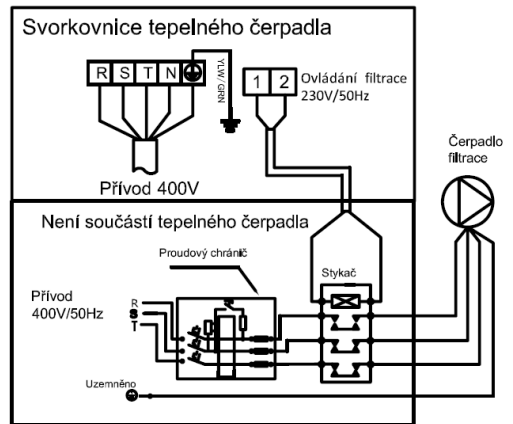 Svorkovnice tepelného čerpadla
R S T N
YLW/GRN
1 2
Ovládání filtrace
230V/50Hz
Přívod 400V
Čerpadlo
filtrace
Není součástí tepelného čerpadla
Proudový chránič
Stykač
Přívod
400V/50Hz
R
S
T
Uzemněno